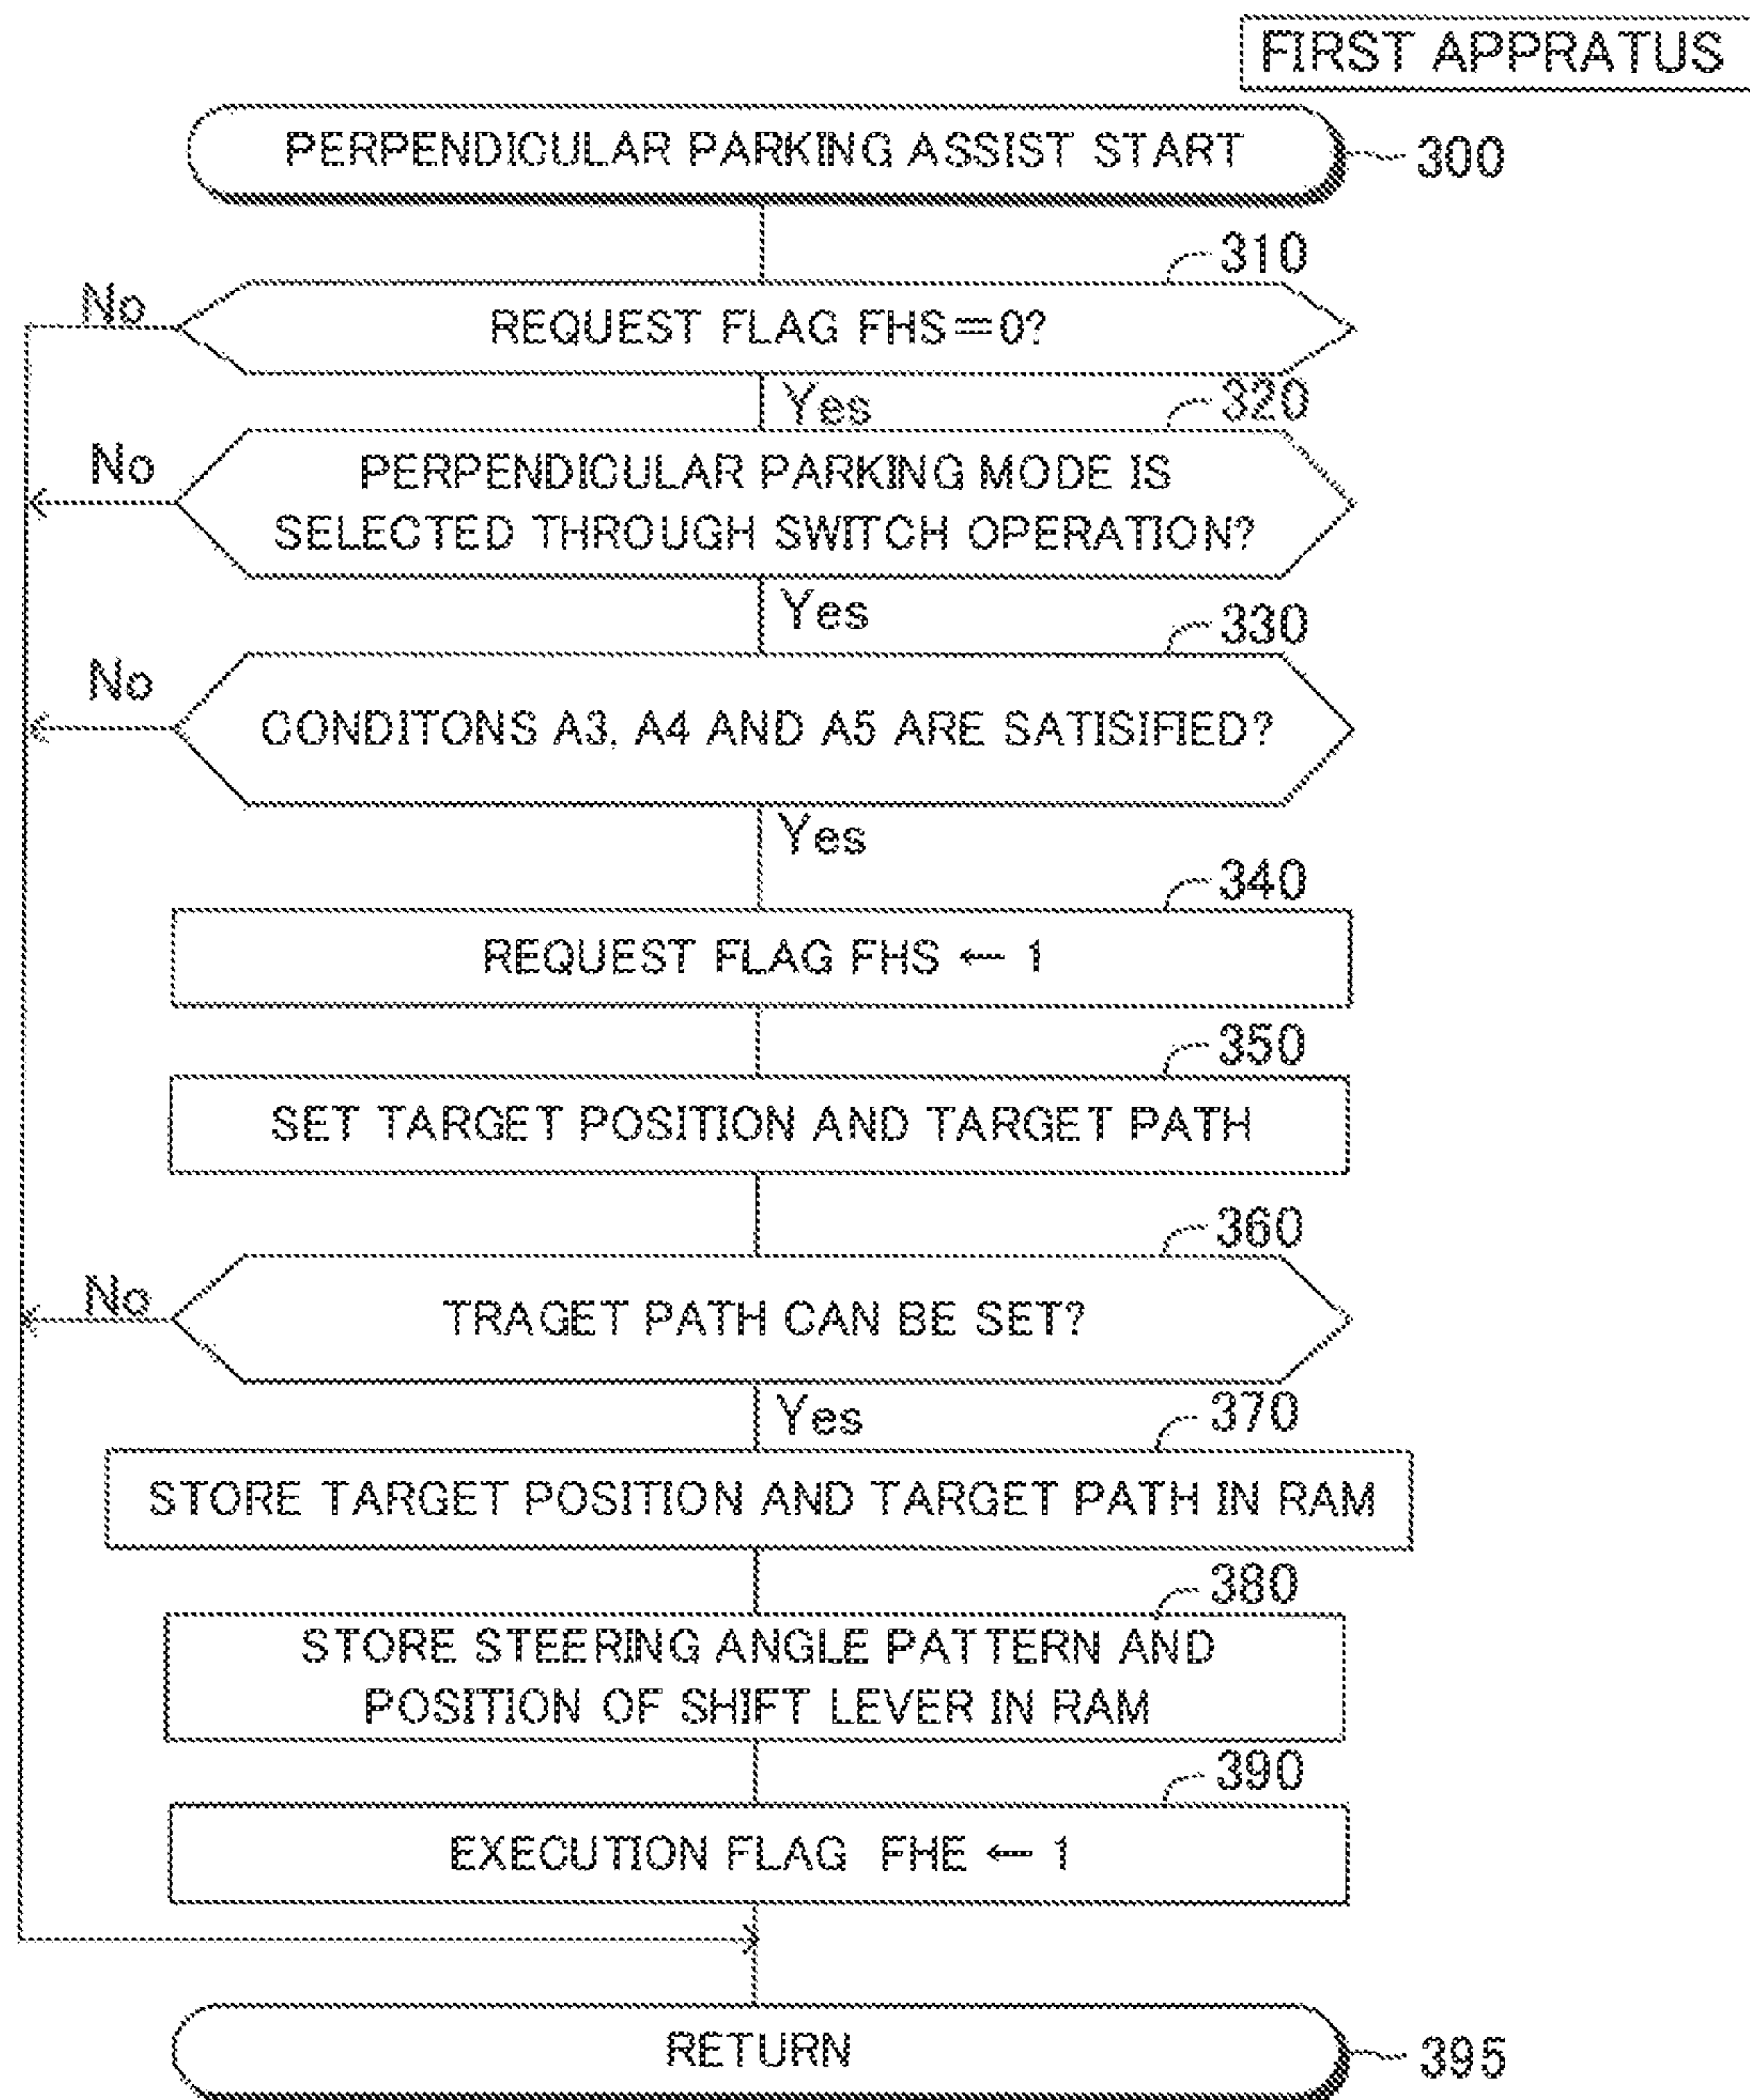 FIRST APPRATUS
PERPENDICULAR PARKING ASSIST START
300
310
No
REQUEST FLAG FHS=0?
Yes
320
No
PERPENDICULAR PARKING MODE IS
SELECTED THROUGH SWITCH OPERATION?
Yes
330
No
CONDITONS A3, A4 AND A5 ARE SATISIFIED?
Yes
340
REQUEST FLAG FHS ← 1
350
SET TARGET POSITION AND TARGET PATH
360
No
TRAGET PATH CAN BE SET?
Yes
370
STORE TARGET POSITION AND TARGET PATH IN RAM
380
STORE STEERING ANGLE PATTERN AND
POSITION OF SHIFT LEVER IN RAM
390
EXECUTION FLAG FHE ← 1
RETURN
395